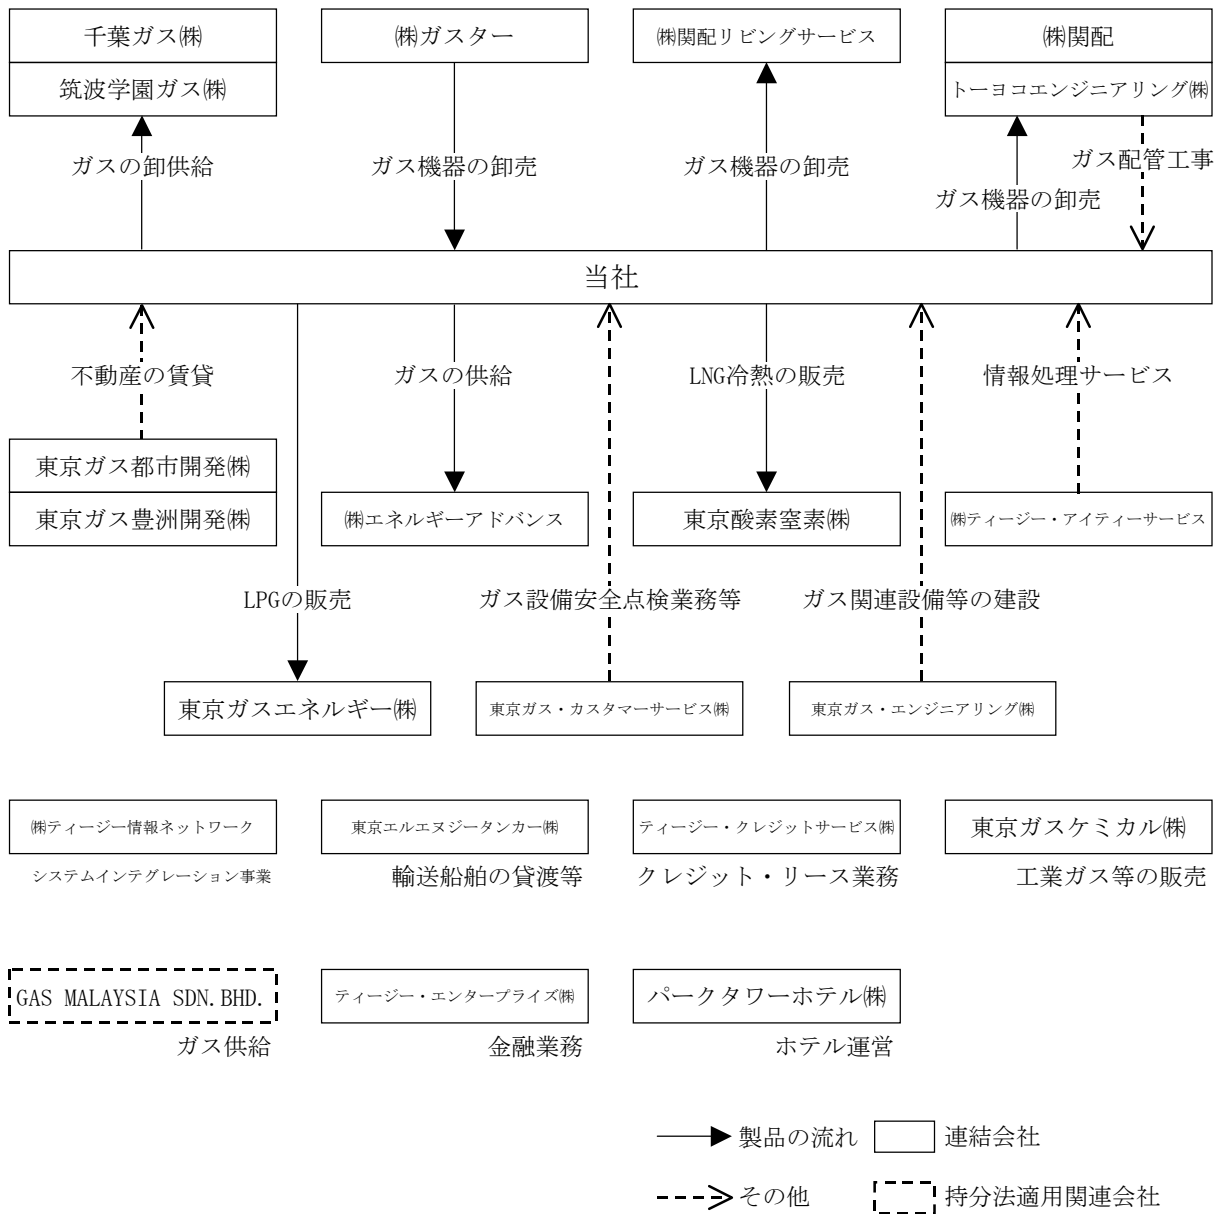 千葉ガス㈱
㈱ガスター
㈱関配リビングサービス
㈱関配
筑波学園ガス㈱
トーヨコエンジニアリング㈱
ガスの卸供給
ガス機器の卸売
ガス機器の卸売
ガス配管工事
ガス機器の卸売
当社
不動産の賃貸
ガスの供給
LNG冷熱の販売
情報処理サービス
東京ガス都市開発㈱
東京ガス豊洲開発㈱
㈱エネルギーアドバンス
東京酸素窒素㈱
㈱ティージー・アイティーサービス
LPGの販売
ガス設備安全点検業務等
ガス関連設備等の建設
東京ガスエネルギー㈱
東京ガス・カスタマーサービス㈱
東京ガス・エンジニアリング㈱
㈱ティージー情報ネットワーク
東京エルエヌジータンカー㈱
ティージー・クレジットサービス㈱
東京ガスケミカル㈱
システムインテグレーション事業
輸送船舶の貸渡等
クレジット・リース業務
工業ガス等の販売
GAS MALAYSIA SDN.BHD.
ティージー・エンタープライズ㈱
パークタワーホテル㈱
ガス供給
金融業務
ホテル運営
製品の流れ
連結会社
その他
持分法適用関連会社